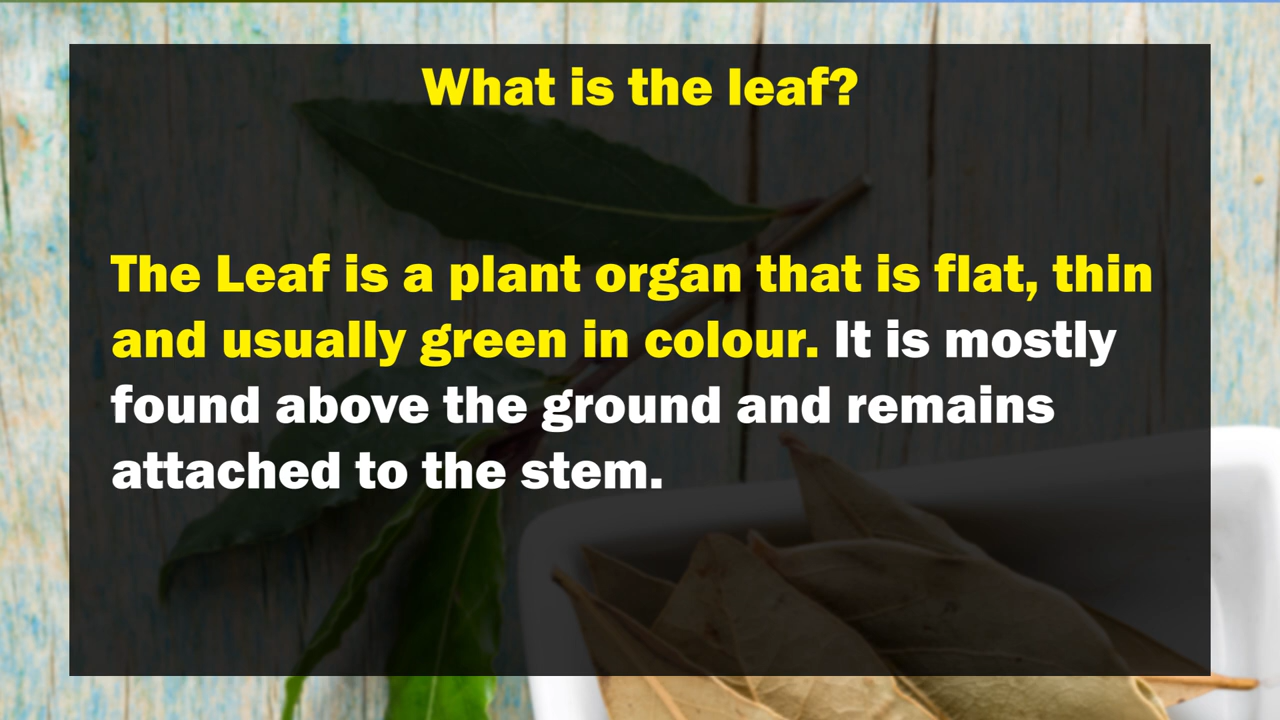 What is the leaf?
The Leaf is a plant organ that is flat, thin
and usually green in colour. It is mostly
found above the ground and remains
attached to the stem.